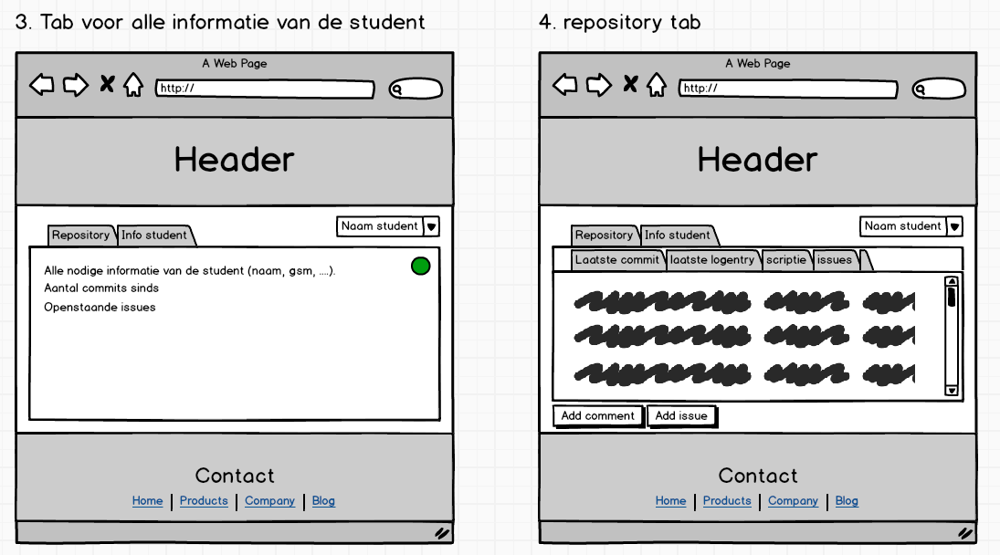 3. Tab voor alle informatie van de student
A Web Page
http://
Header
Naam student
Repository Info student
Alle nodige informatie van de student (naam, gsm, ....).
Aantal commits sinds
Openstaande issues
Contact
Home Products Company Blog
4. repository tab
A Web Page
http://
Header
Naam student
Repository Info student
Laatste commit laatste logentry scriptie issues
Add comment Add issue
Contact
Home Products Company Blog